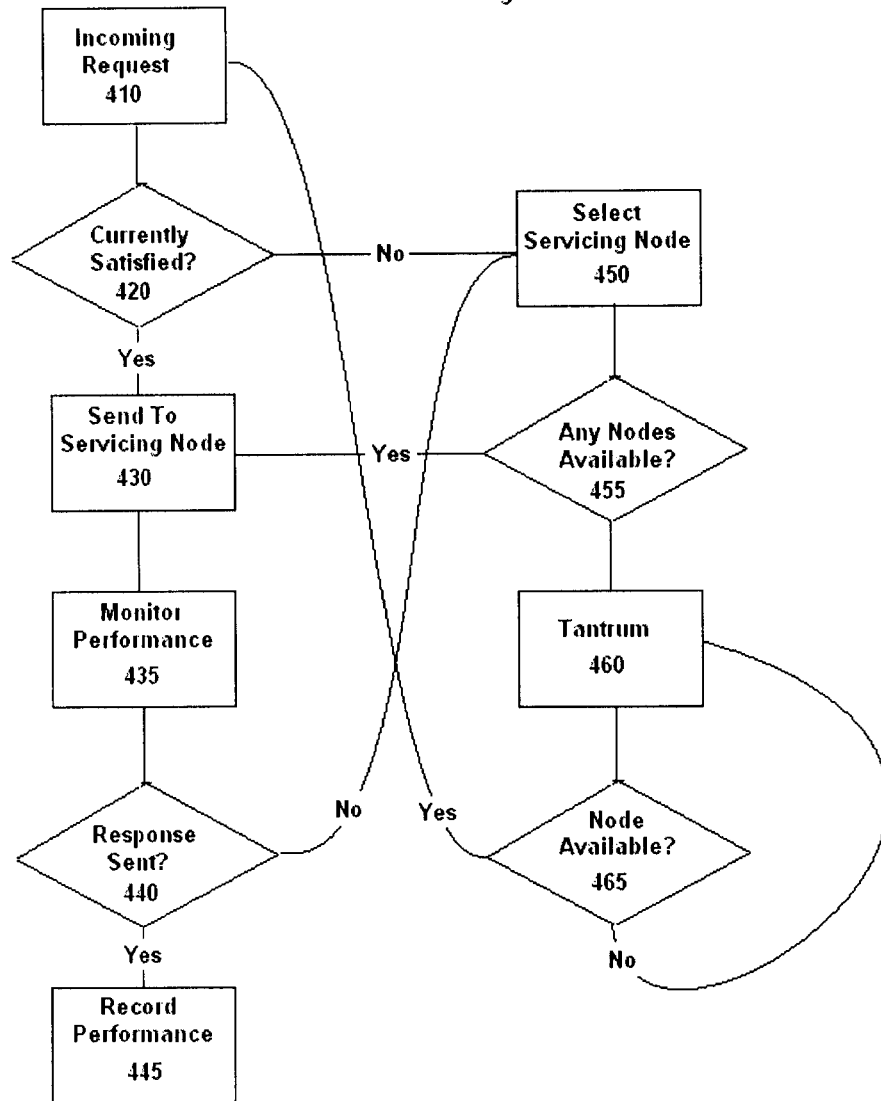 Incoming
Request
410
Currently
Satisfied?
420
No
Select
Servicing Node
450
Yes
Send To
Servicing Node
430
Yes
Any Nodes
Available?
455
Monitor
Performance
435
Tantrum
460
No
Yes
Response
Sent?
440
Node
Available?
465
Yes
No
Record
Performance
445